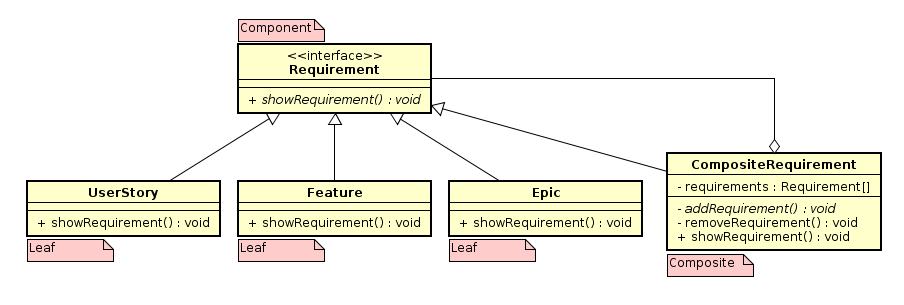 Component
<<interface>>
Requirement
+ showRequirement() : void
UserStory
+ showRequirement() : void
Leaf
Feature
+ showRequirement() : void
Leaf
Epic
+ showRequirement() : void
Leaf
CompositeRequirement
- requirements : Requirement[]
- addRequirement() : void
- removeRequirement() : void
+ showRequirement() : void
Composite